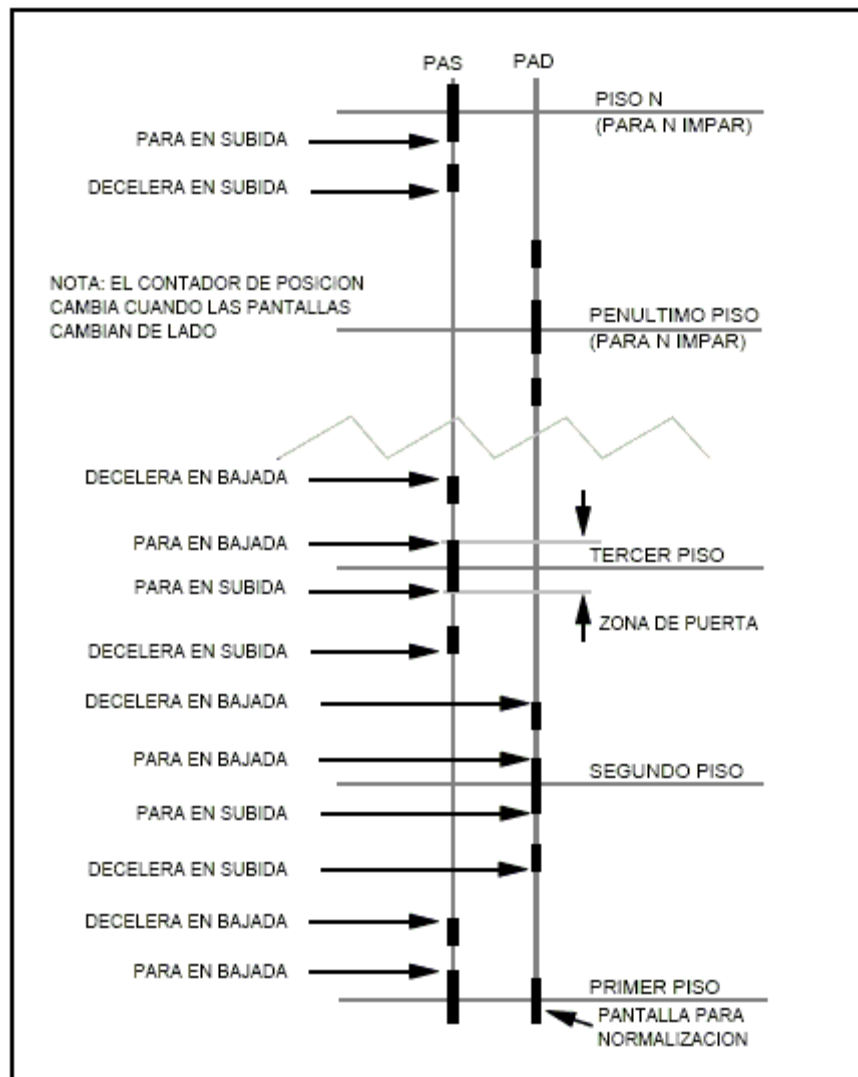 PAS
PAD
PISO N
(PARA N IMPAR)
PARA EN SUBIDA
DECELERA EN SUBIDA
NOTA: EL CONTADOR DE POSICION
CAMBIA CUANDO LAS PANTALLAS
CAMBIAN DE LADO
PENULTIMO PISO
(PARA N IMPAR)
DECELERA EN BAJADA
PARA EN BAJADA
TERCER PISO
PARA EN SUBIDA
ZONA DE PUERTA
DECELERA EN SUBIDA
DECELERA EN BAJADA
PARA EN BAJADA
SEGUNDO PISO
PARA EN SUBIDA
DECELERA EN SUBIDA
DECELERA EN BAJADA
PARA EN BAJADA
PRIMER PISO
PANTALLA PARA
NORMALIZACION